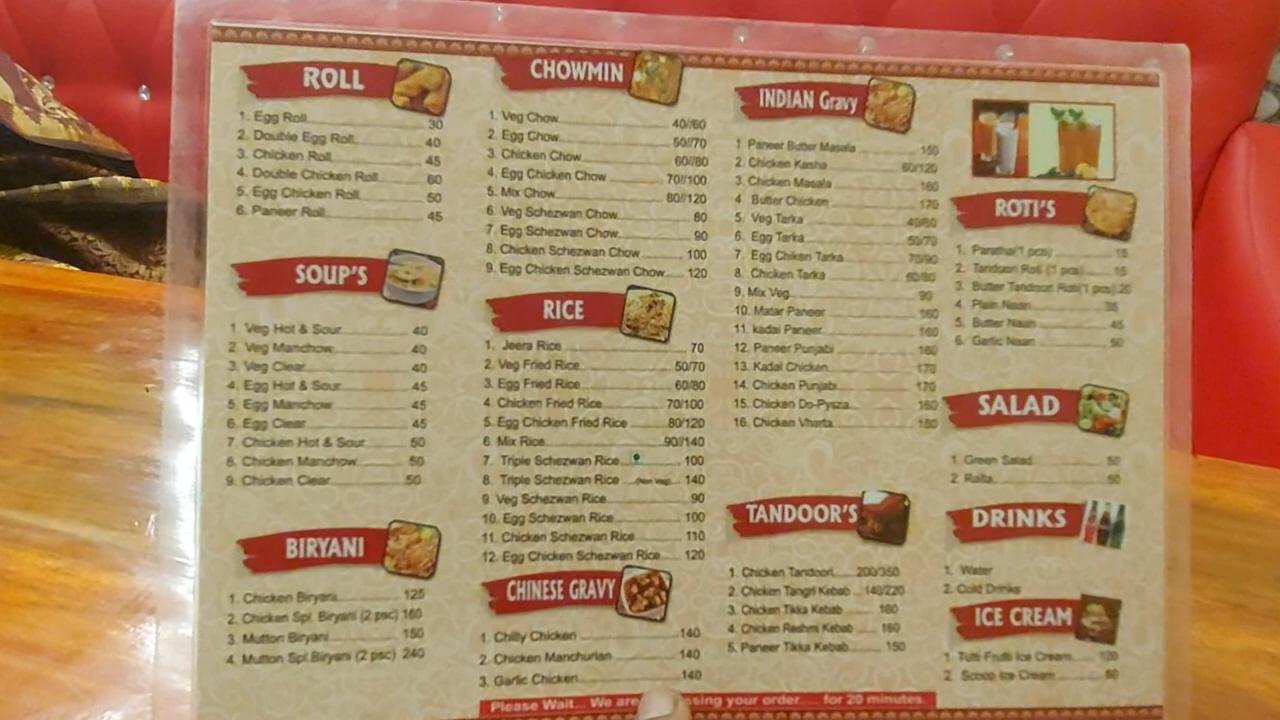 ROLL
1. Egg Roll 30
2. Double Egg Roll 40
3. Chicken Roll 45
4. Double Chicken Roll 60
5. Egg Chicken Roll 50
6. Paneer Roll 45
SOUP'S
1. Veg Hot & Sour 40
2. Veg Manchow 40
3. Veg Clear 40
4. Egg Hot & Sour 45
5. Egg Manchow 45
6. Egg Clear 45
7. Chicken Hot & Sour 50
8. Chicken Manchow 50
9. Chicken Clear 50
BIRYANI
1. Chicken Biryani 125
2. Chicken Spl. Biryani (2 psc) 160
3. Mutton Biryani 150
4. Mutton Spl.Biryani (2 psc) 240
CHOWMIN
1. Veg Chow 40//60
2. Egg Chow 50//70
3. Chicken Chow 60//80
4. Egg Chicken Chow 70//100
5. Mix Chow 80//120
6. Veg Schezwan Chow 80
7. Egg Schezwan Chow 90
8. Chicken Schezwan Chow 100
9. Egg Chicken Schezwan Chow 120
RICE
1. Jeera Rice 70
2. Veg Fried Rice 50/70
3. Egg Fried Rice 60/80
4. Chicken Fried Rice 70/100
5. Egg Chicken Fried Rice 80/120
6. Mix Rice 90//140
7. Triple Schezwan Rice 100
8. Triple Schezwan Rice (Non Veg) 140
9. Veg Schezwan Rice 90
10. Egg Schezwan Rice 100
11. Chicken Schezwan Rice 110
12. Egg Chicken Schezwan Rice 120
CHINESE GRAVY
1. Chilly Chicken 140
2. Chicken Manchurian 140
3. Garlic Chicken 140
INDIAN Gravy
1. Paneer Butter Masala 150
2. Chicken Kasha 60/120
3. Chicken Masala 160
4. Butter Chicken 170
5. Veg Tarka 40/60
6. Egg Tarka 50/70
7. Egg Chiken Tarka 70/90
8. Chicken Tarka 60/80
9. Mix Veg 90
10. Matar Paneer 160
11. kadai Paneer 160
12. Paneer Punjabi 160
13. Kadai Chicken 170
14. Chicken Punjabi 170
15. Chicken Do-Pysza 160
16. Chicken Vharta
TANDOOR'S
1. Chicken Tandoori 200/350
2. Chicken Tangri Kebab 140/220
3. Chicken Tikka Kebab 160
4. Chicken Reshmi Kebab 160
5. Paneer Tikka Kebab 150
ROTI'S
1. Paratha(1 pcs) 15
2. Tandoori Roti (1 pcs) 15
3. Butter Tandoori Roti(1 pcs) 20
4. Plain Naan
5. Butter Naan 45
6. Garlic Naan 50
SALAD
1. Green Salad 50
2. Raita 50
DRINKS
1. Water
2. Cold Drinks
ICE CREAM
1. Tutti Frutti Ice Cream
2. Scoop Ice Cream
Please Wait... We are sing your order.... for 20 minutes.